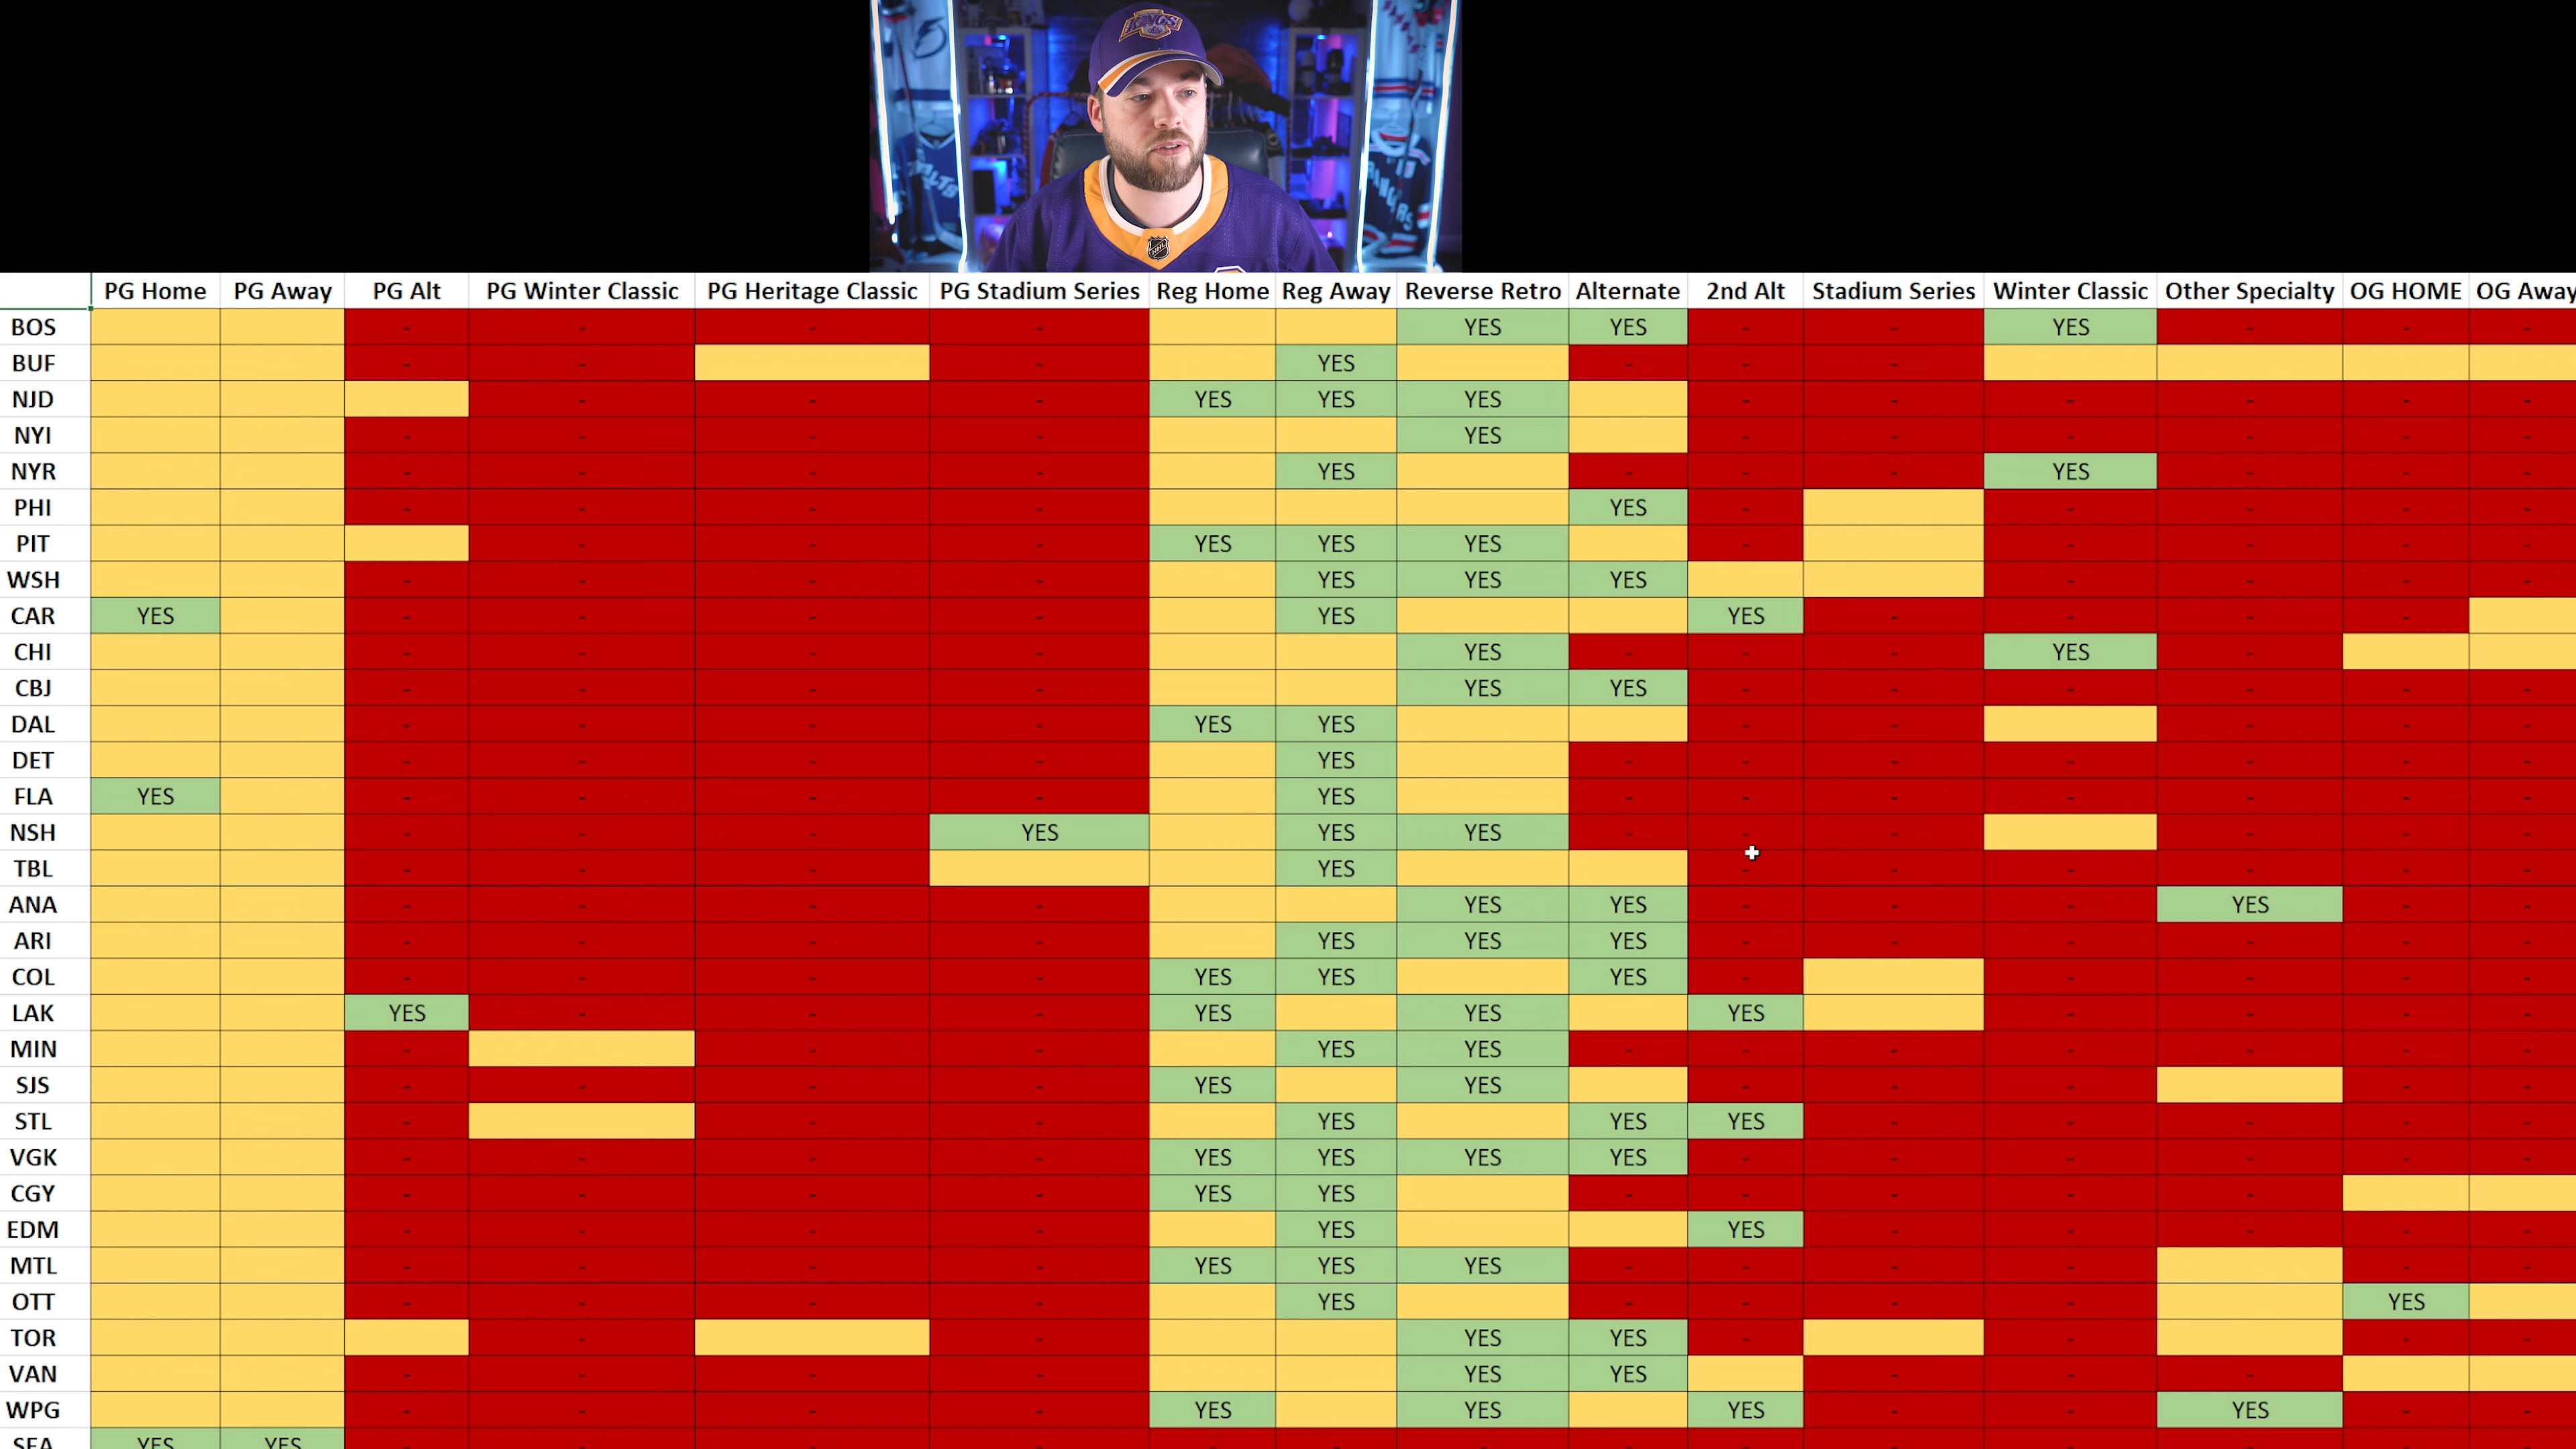 KINGS
NHL
PG Home PG Away PG Alt PG Winter Classic PG Heritage Classic PG Stadium Series Reg Home Reg Away Reverse Retro Alternate 2nd Alt Stadium Series Winter Classic Other Specialty OG HOME OG Away
BOS - - - - YES YES - - YES - - -
BUF - - - YES - - -
NJD - - - YES YES YES - - - - - -
NYI - - - - YES - - - - - -
NYR - - - - YES - - - YES - - -
PHI - - - - YES - - - - -
PIT - - - YES YES YES - - - - -
WSH - - - - YES YES YES - - - -
CAR YES - - - - YES YES - - - -
CHI - - - - YES - - - YES -
CBJ - - - - YES YES - - - - - -
DAL - - - - YES YES - - - - -
DET - - - - YES - - - - - - -
FLA YES - - - - YES - - - - - - -
NSH - - - YES YES YES - - - - - -
TBL - - - YES - - - - - -
ANA - - - - YES YES - - - YES - -
ARI - - - - YES YES YES - - - - - -
COL - - - - YES YES YES - - - - -
LAK YES - - - YES YES YES - - - -
MIN - - - YES YES - - - - - - -
SJS - - - - YES YES - - - - -
STL - - - YES YES YES - - - - -
VGK - - - - YES YES YES YES - - - - - -
CGY - - - - YES YES - - - - -
EDM - - - - YES YES - - - - -
MTL - - - - YES YES YES - - - - - -
OTT - - - - YES - - - - YES
TOR - - YES YES - - - -
VAN - - - - YES YES - - -
WPG - - - - YES YES YES - - YES - -
SEA YES YES - - - - - - - - - - - - - -